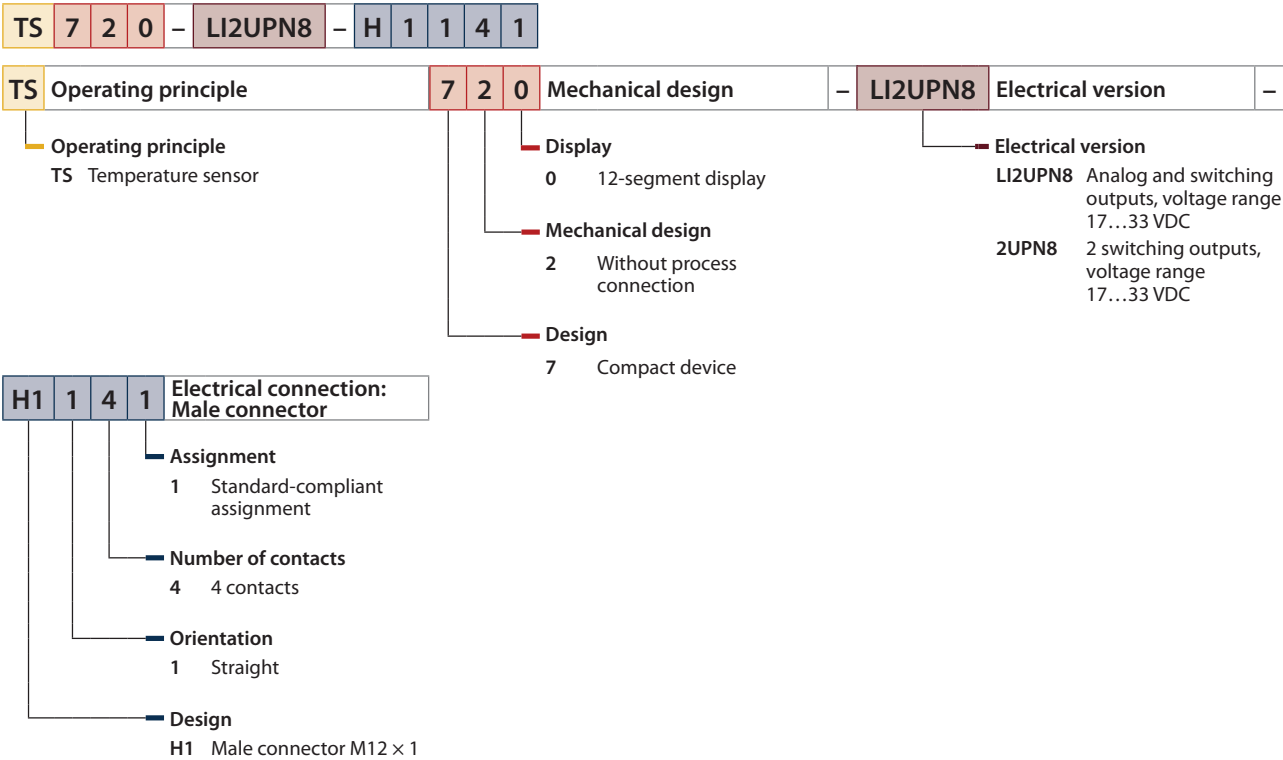 TS 7 2 0 – LI2UPN8 – H 1 1 4 1
TS Operating principle 7 2 0 Mechanical design – LI2UPN8 Electrical version –
Operating principle
TS Temperature sensor
Display
0 12-segment display
Mechanical design
2 Without process
connection
Design
7 Compact device
Electrical version
LI2UPN8 Analog and switching
outputs, voltage range
17…33 VDC
2UPN8 2 switching outputs,
voltage range
17…33 VDC
H1 1 4 1 Electrical connection:
Male connector
Assignment
1 Standard-compliant
assignment
Number of contacts
4 4 contacts
Orientation
1 Straight
Design
H1 Male connector M12 × 1